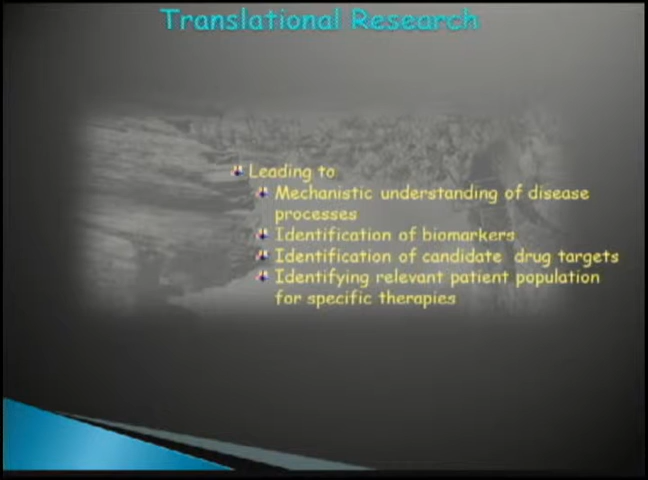 Translational Research
Leading to
Mechanistic understanding of disease
processes
Identification of biomarkers
Identification of candidate drug targets
Identifying relevant patient population
for specific therapies